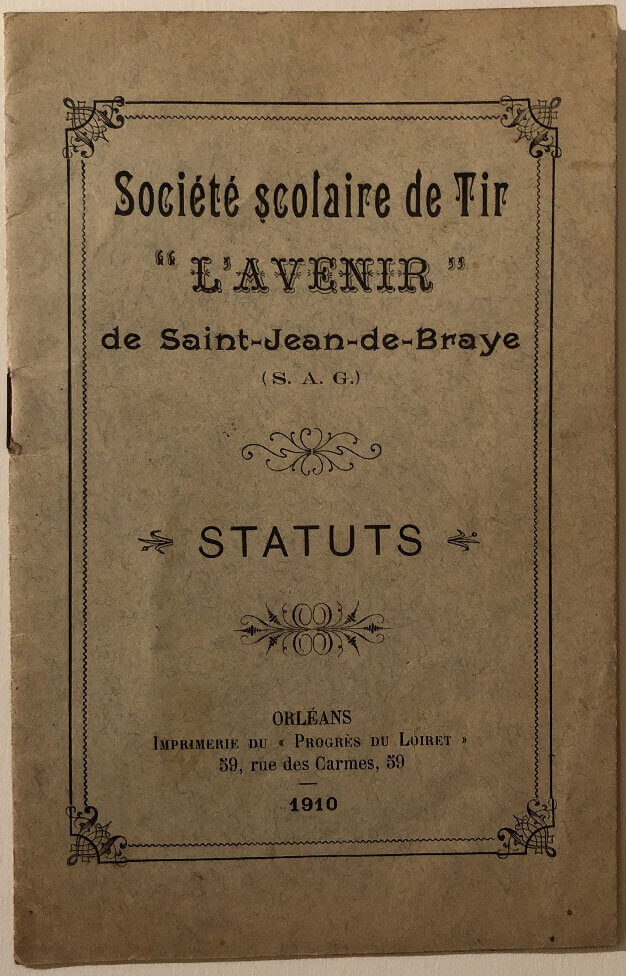 Société scolaire de Tir
“ L'AVENIR ”
de Saint-Jean-de-Braye
(S. A. G.)
STATUTS
ORLÉANS
IMPRIMERIE DU « PROGRÈS DU LOIRET »
59, rue des Carmes, 59
1910